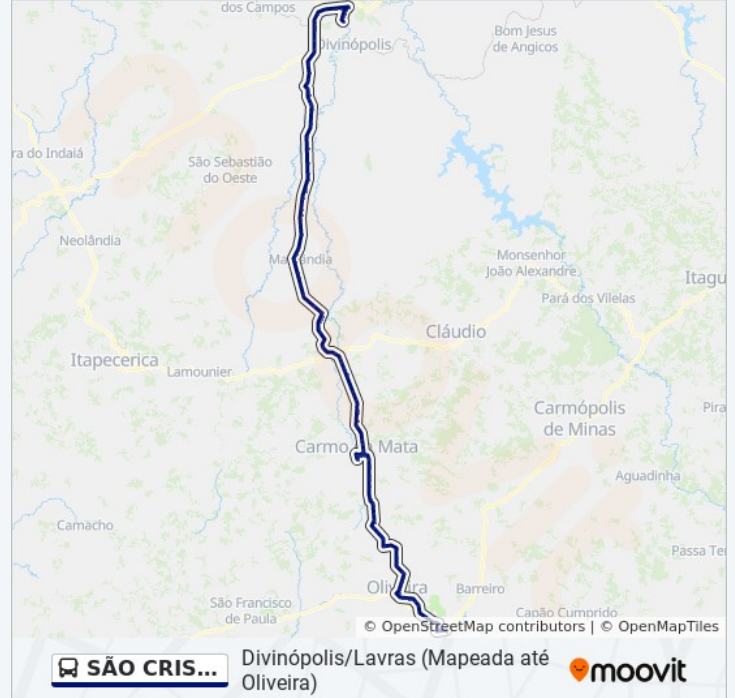 dos Campos
Divinópolis
Bom Jesus
de Angicos
ra do Indaiá
São Sebastião
do Oeste
Neolândia
Monsenhor
João Alexandre
Itagu
Pará dos Vilelas
Cláudio
Itapecerica
Lamounier
Carmópolis
de Minas
Pira
Carmo da Mata
Aguadinha
Camacho
Passa Te
Oliveira
Barreiro
São Francisco
de Paula
Capão Cumprido
© OpenStreetMap contributors | © OpenMapTiles
SÃO CRIS...
Divinópolis/Lavras (Mapeada até
Oliveira)
moovit